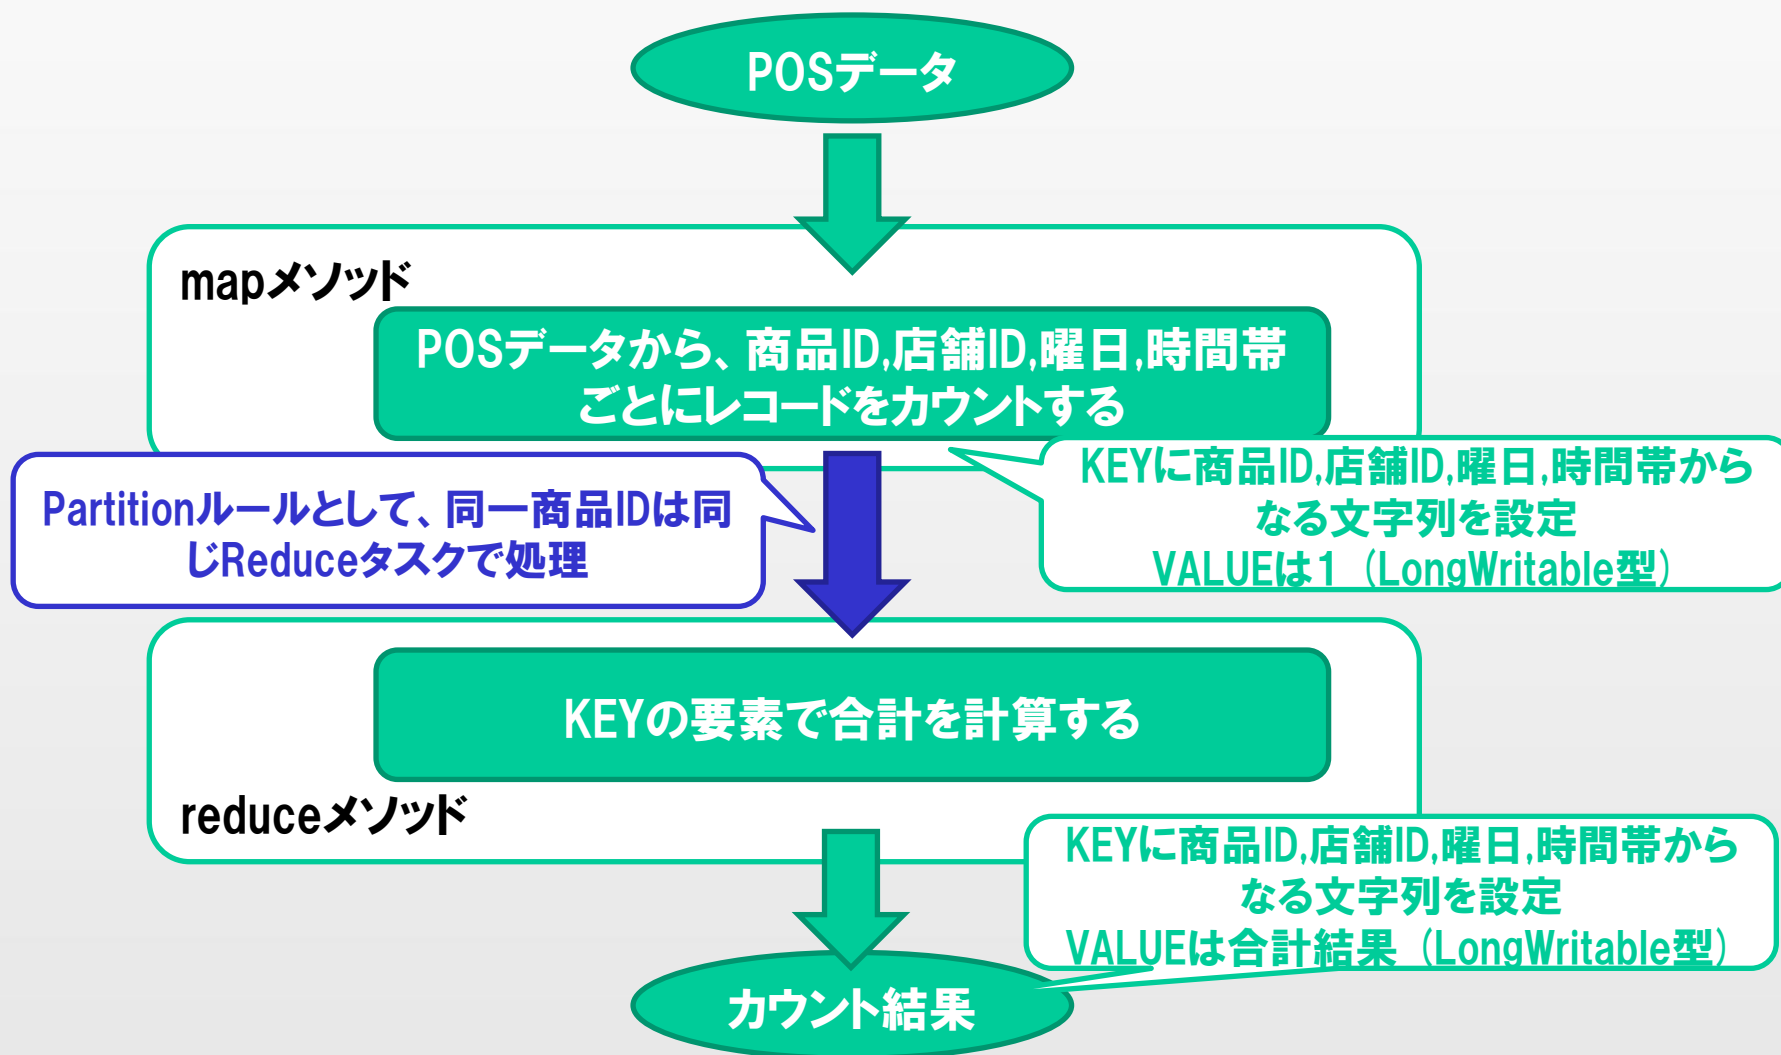 POSデータ
mapメソッド
POSデータから、商品ID,店舗ID,曜日,時間帯
ごとにレコードをカウントする
KEYに商品ID,店舗ID,曜日,時間帯から
なる文字列を設定
VALUEは1（LongWritable型）
Partitionルールとして、同一商品IDは同
じReduceタスクで処理
KEYの要素で合計を計算する
reduceメソッド
KEYに商品ID,店舗ID,曜日,時間帯から
なる文字列を設定
VALUEは合計結果（LongWritable型）
カウント結果